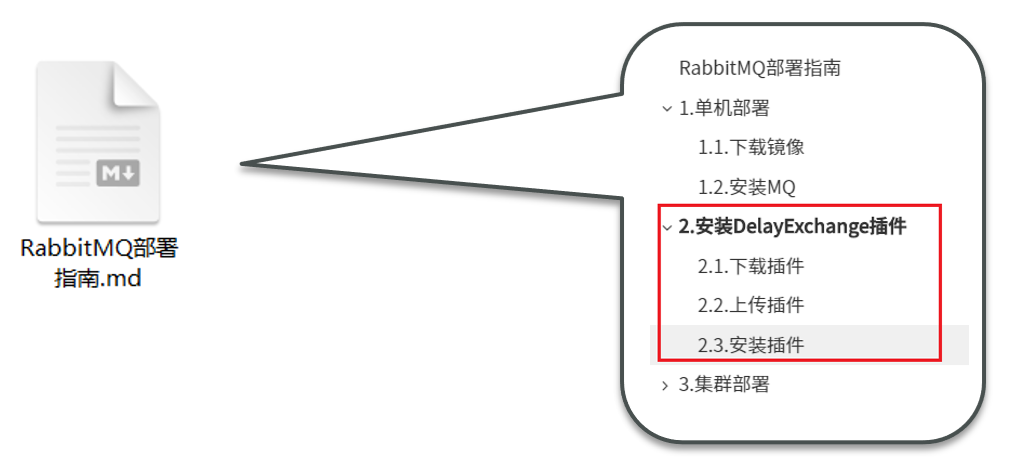 M↓
RabbitMQ部署
指南.md
RabbitMQ部署指南
1.单机部署
1.1.下载镜像
1.2.安装MQ
2.安装DelayExchange插件
2.1.下载插件
2.2.上传插件
2.3.安装插件
3.集群部署